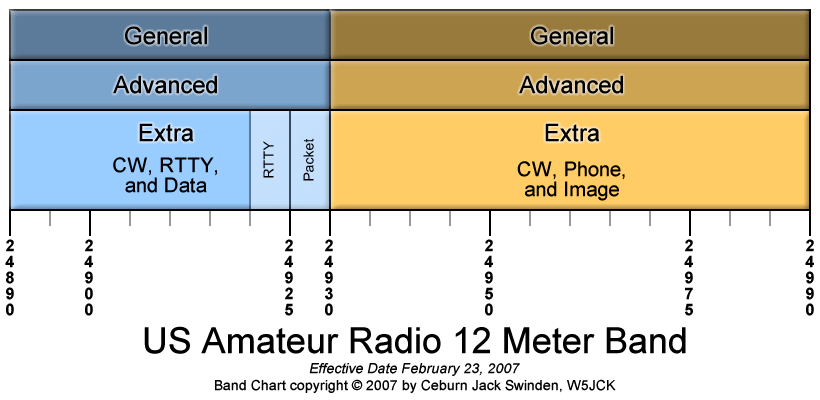 General General
Advanced Advanced
Extra Extra
CW, RTTY,
and Data
RTTY
Packet
CW, Phone,
and Image
24890
24900
24925
24930
24950
24975
24990
US Amateur Radio 12 Meter Band
Effective Date February 23, 2007
Band Chart copyright © 2007 by Ceburn Jack Swinden, W5JCK